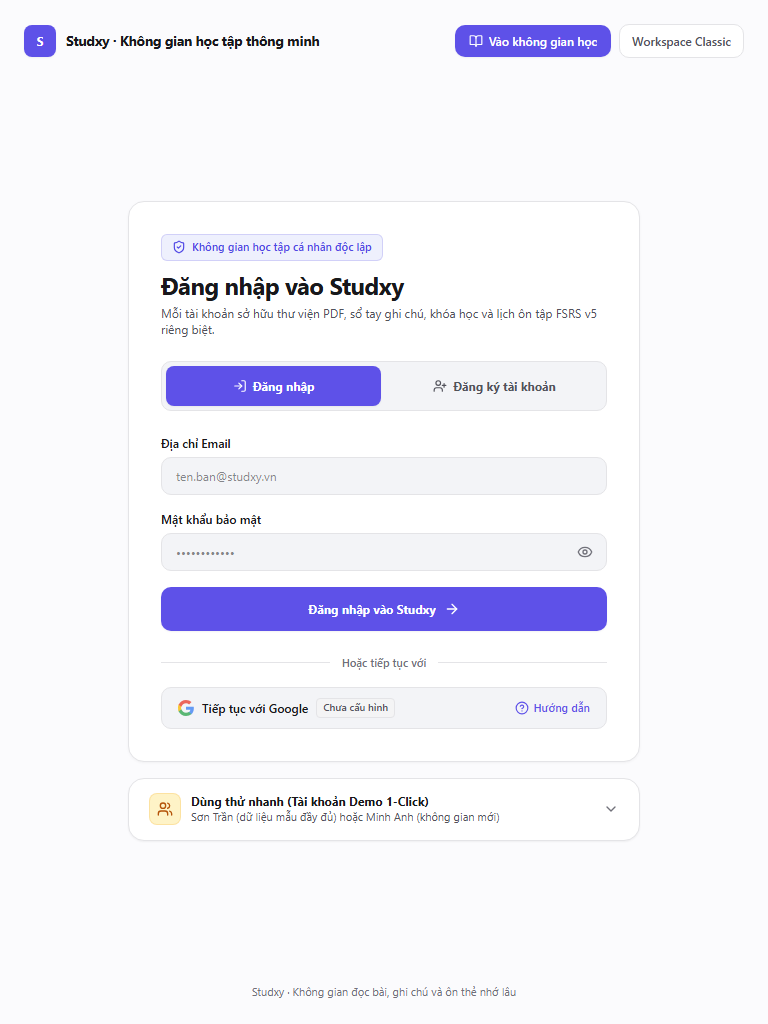 S
Studxy · Không gian học tập thông minh
Vào không gian học
Workspace Classic
Không gian học tập cá nhân độc lập
Đăng nhập vào Studxy
Mỗi tài khoản sở hữu thư viện PDF, sổ tay ghi chú, khóa học và lịch ôn tập FSRS v5
riêng biệt.
Đăng nhập
Đăng ký tài khoản
Địa chỉ Email
ten.ban@studxy.vn
Mật khẩu bảo mật
••••••••••••
Đăng nhập vào Studxy
Hoặc tiếp tục với
Tiếp tục với Google
Chưa cấu hình
Hướng dẫn
Dùng thử nhanh (Tài khoản Demo 1-Click)
Sơn Trần (dữ liệu mẫu đầy đủ) hoặc Minh Anh (không gian mới)
Studxy · Không gian đọc bài, ghi chú và ôn thẻ nhớ lâu